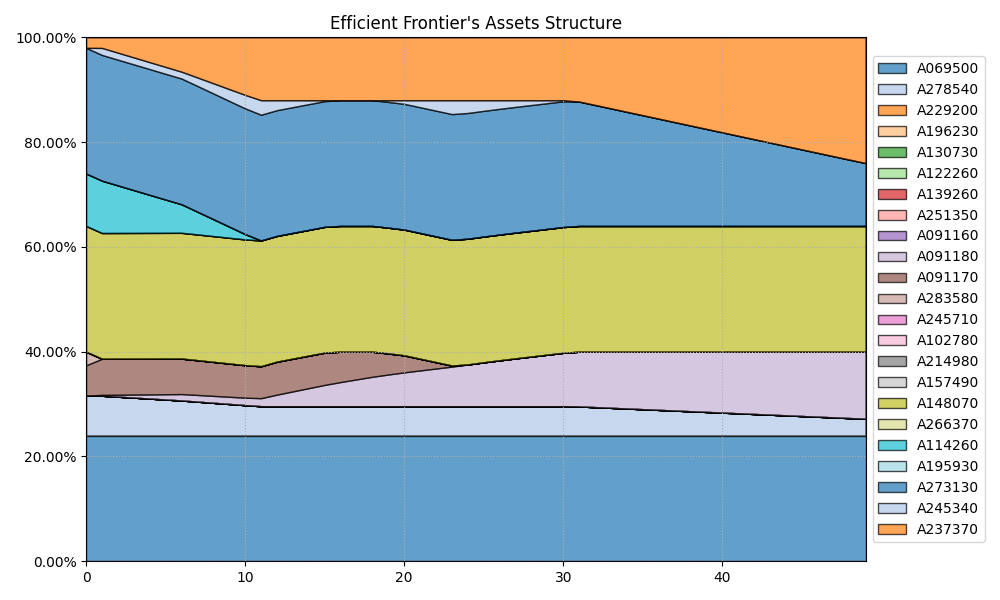 Efficient Frontier's Assets Structure
100.00%
80.00%
60.00%
40.00%
20.00%
0.00%
0
10
20
30
40
A069500
A278540
A229200
A196230
A130730
A122260
A139260
A251350
A091160
A091180
A091170
A283580
A245710
A102780
A214980
A157490
A148070
A266370
A114260
A195930
A273130
A245340
A237370